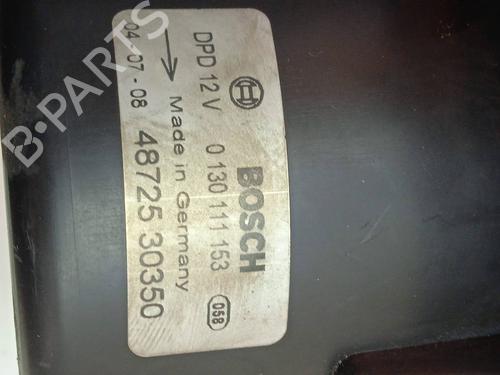 BOSCH
DPD 12 V 0 130 111 153 058
Made in Germany
04 07 - 08 48725 30350
B-PARTS